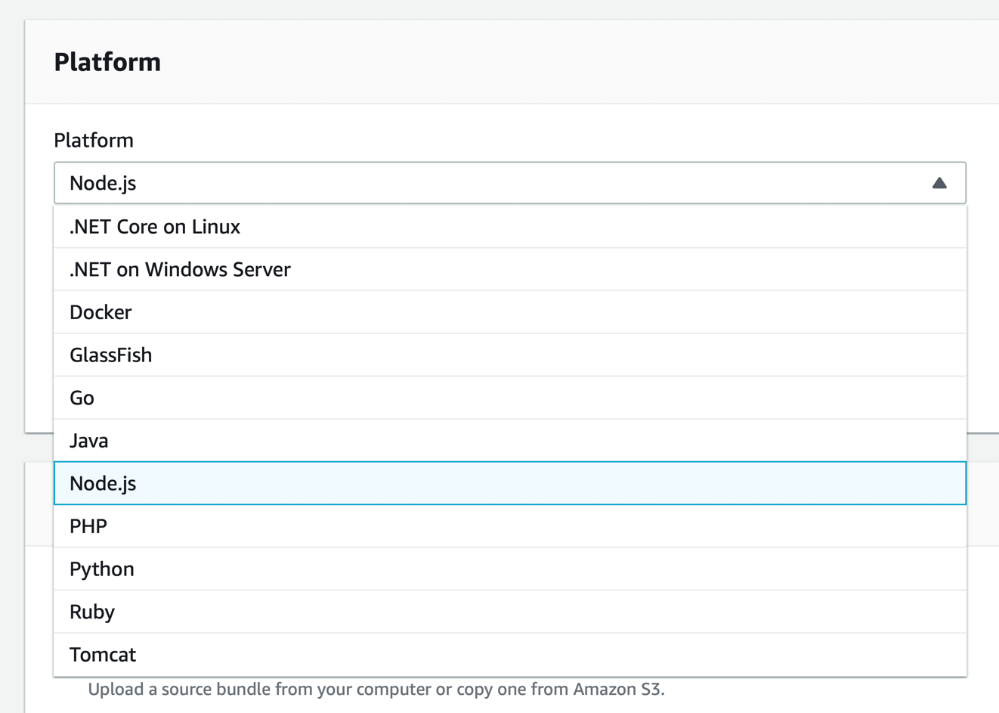 Platform
Platform
Node.js
.NET Core on Linux
.NET on Windows Server
Docker
GlassFish
Go
Java
Node.js
PHP
Python
Ruby
Tomcat
Upload a source bundle from your computer or copy one from Amazon S3.